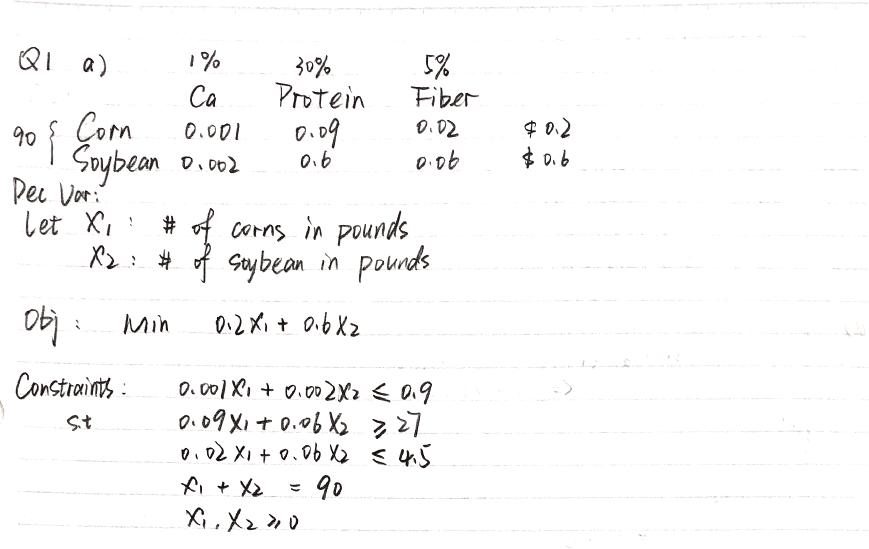 Q1 a) 1% 30% 5%
Ca Protein Fiber
90 { Corn 0.001 0.09 0.02 $0.2
Soybean 0.002 0.6 0.06 $0.6
Dec Var:
Let X₁ : # of corns in pounds
X₂ : # of soybean in pounds
Obj : Min 0.2X₁ + 0.6X₂
Constraints : 0.001X₁ + 0.002X₂ ≤ 0.9
s.t 0.09X₁ + 0.06X₂ ≥ 27
0.02X₁ + 0.06X₂ ≤ 4.5
X₁ + X₂ = 90
X₁, X₂ ≥ 0